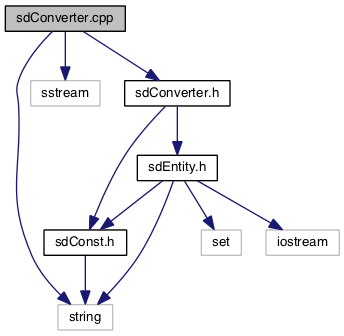 sdConverter.cpp
sstream
sdConverter.h
sdEntity.h
sdConst.h
set
iostream
string